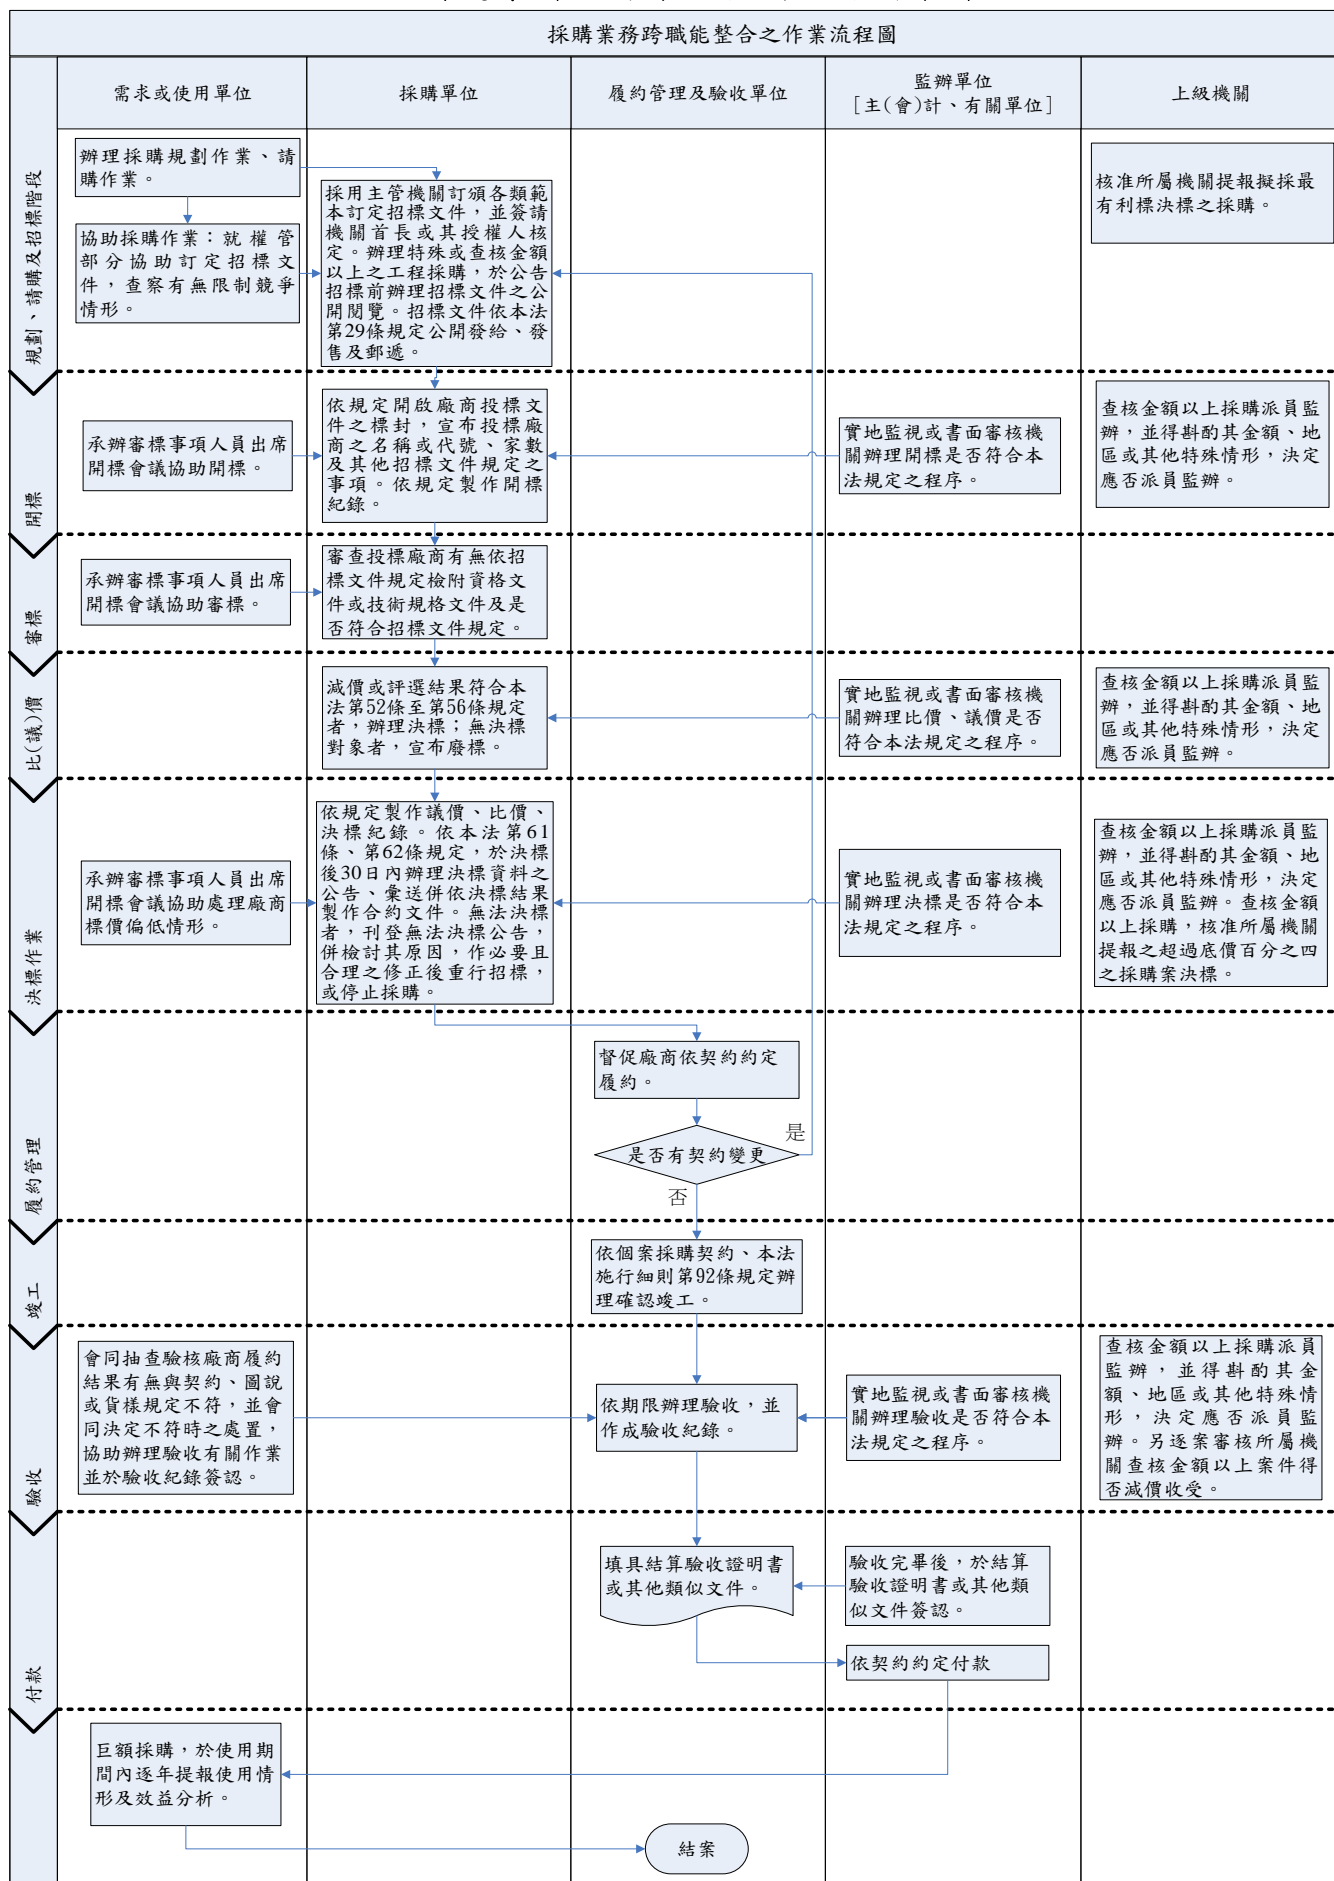 採購業務跨職能整合之作業流程圖
需求或使用單位
採購單位
履約管理及驗收單位
監辦單位
[主(會)計、有關單位]
上級機關
規劃、請購及招標階段
辦理採購規劃作業、請
購作業。
協助採購作業：就權管
部分協助訂定招標文
件，查察有無限制競爭
情形。
採用主管機關訂頒各類範
本訂定招標文件，並簽請
機關首長或其授權人核
定。辦理特殊或查核金額
以上之工程採購，於公告
招標前辦理招標文件之公
開閱覽。招標文件依本法
第29條規定公開發給、發
售及郵遞。
核准所屬機關提報擬採最
有利標決標之採購。
開標
承辦審標事項人員出席
開標會議協助開標。
依規定開啟廠商投標文
件之標封，宣布投標廠
商之名稱或代號、家數
及其他招標文件規定之
事項。依規定製作開標
紀錄。
實地監視或書面審核機
關辦理開標是否符合本
法規定之程序。
查核金額以上採購派員監
辦，並得斟酌其金額、地
區或其他特殊情形，決定
應否派員監辦。
審標
承辦審標事項人員出席
開標會議協助審標。
審查投標廠商有無依招
標文件規定檢附資格文
件或技術規格文件及是
否符合招標文件規定。
比(議)價
減價或評選結果符合本
法第52條至第56條規定
者，辦理決標；無決標
對象者，宣布廢標。
實地監視或書面審核機
關辦理比價、議價是否
符合本法規定之程序。
查核金額以上採購派員監
辦，並得斟酌其金額、地
區或其他特殊情形，決定
應否派員監辦。
決標作業
承辦審標事項人員出席
開標會議協助處理廠商
標價偏低情形。
依規定製作議價、比價、
決標紀錄。依本法第61
條、第62條規定，於決標
後30日內辦理決標資料之
公告、彙送併依決標結果
製作合約文件。無法決標
者，刊登無法決標公告，
併檢討其原因，作必要且
合理之修正後重行招標，
或停止採購。
實地監視或書面審核機
關辦理決標是否符合本
法規定之程序。
查核金額以上採購派員監
辦，並得斟酌其金額、地
區或其他特殊情形，決定
應否派員監辦。查核金額
以上採購，核准所屬機關
提報之超過底價百分之四
之採購案決標。
履約管理
督促廠商依契約約定
履約。
是否有契約變更
是
否
竣工
依個案採購契約、本法
施行細則第92條規定辦
理確認竣工。
驗收
會同抽查驗核廠商履約
結果有無與契約、圖說
或貨樣規定不符，並會
同決定不符時之處置，
協助辦理驗收有關作業
並於驗收紀錄簽認。
依期限辦理驗收，並
作成驗收紀錄。
實地監視或書面審核機
關辦理驗收是否符合本
法規定之程序。
查核金額以上採購派員
監辦，並得斟酌其金
額、地區或其他特殊情
形，決定應否派員監
辦。另逐案審核所屬機
關查核金額以上案件得
否減價收受。
付款
填具結算驗收證明書
或其他類似文件。
驗收完畢後，於結算
驗收證明書或其他類
似文件簽認。
依契約約定付款
巨額採購，於使用期
間內逐年提報使用情
形及效益分析。
結案